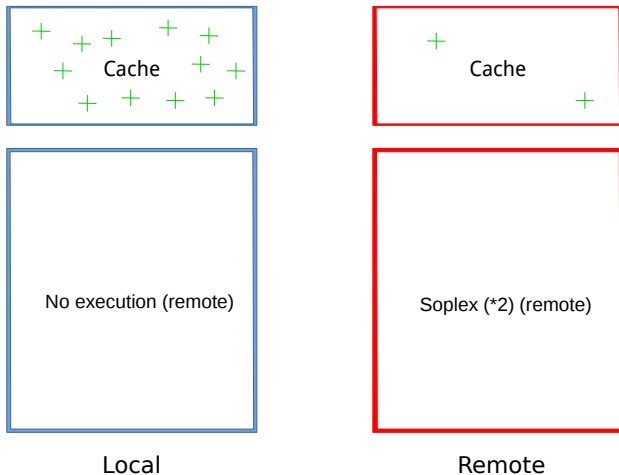 Cache
Cache
No execution (remote)
Soplex (*2) (remote)
Local
Remote